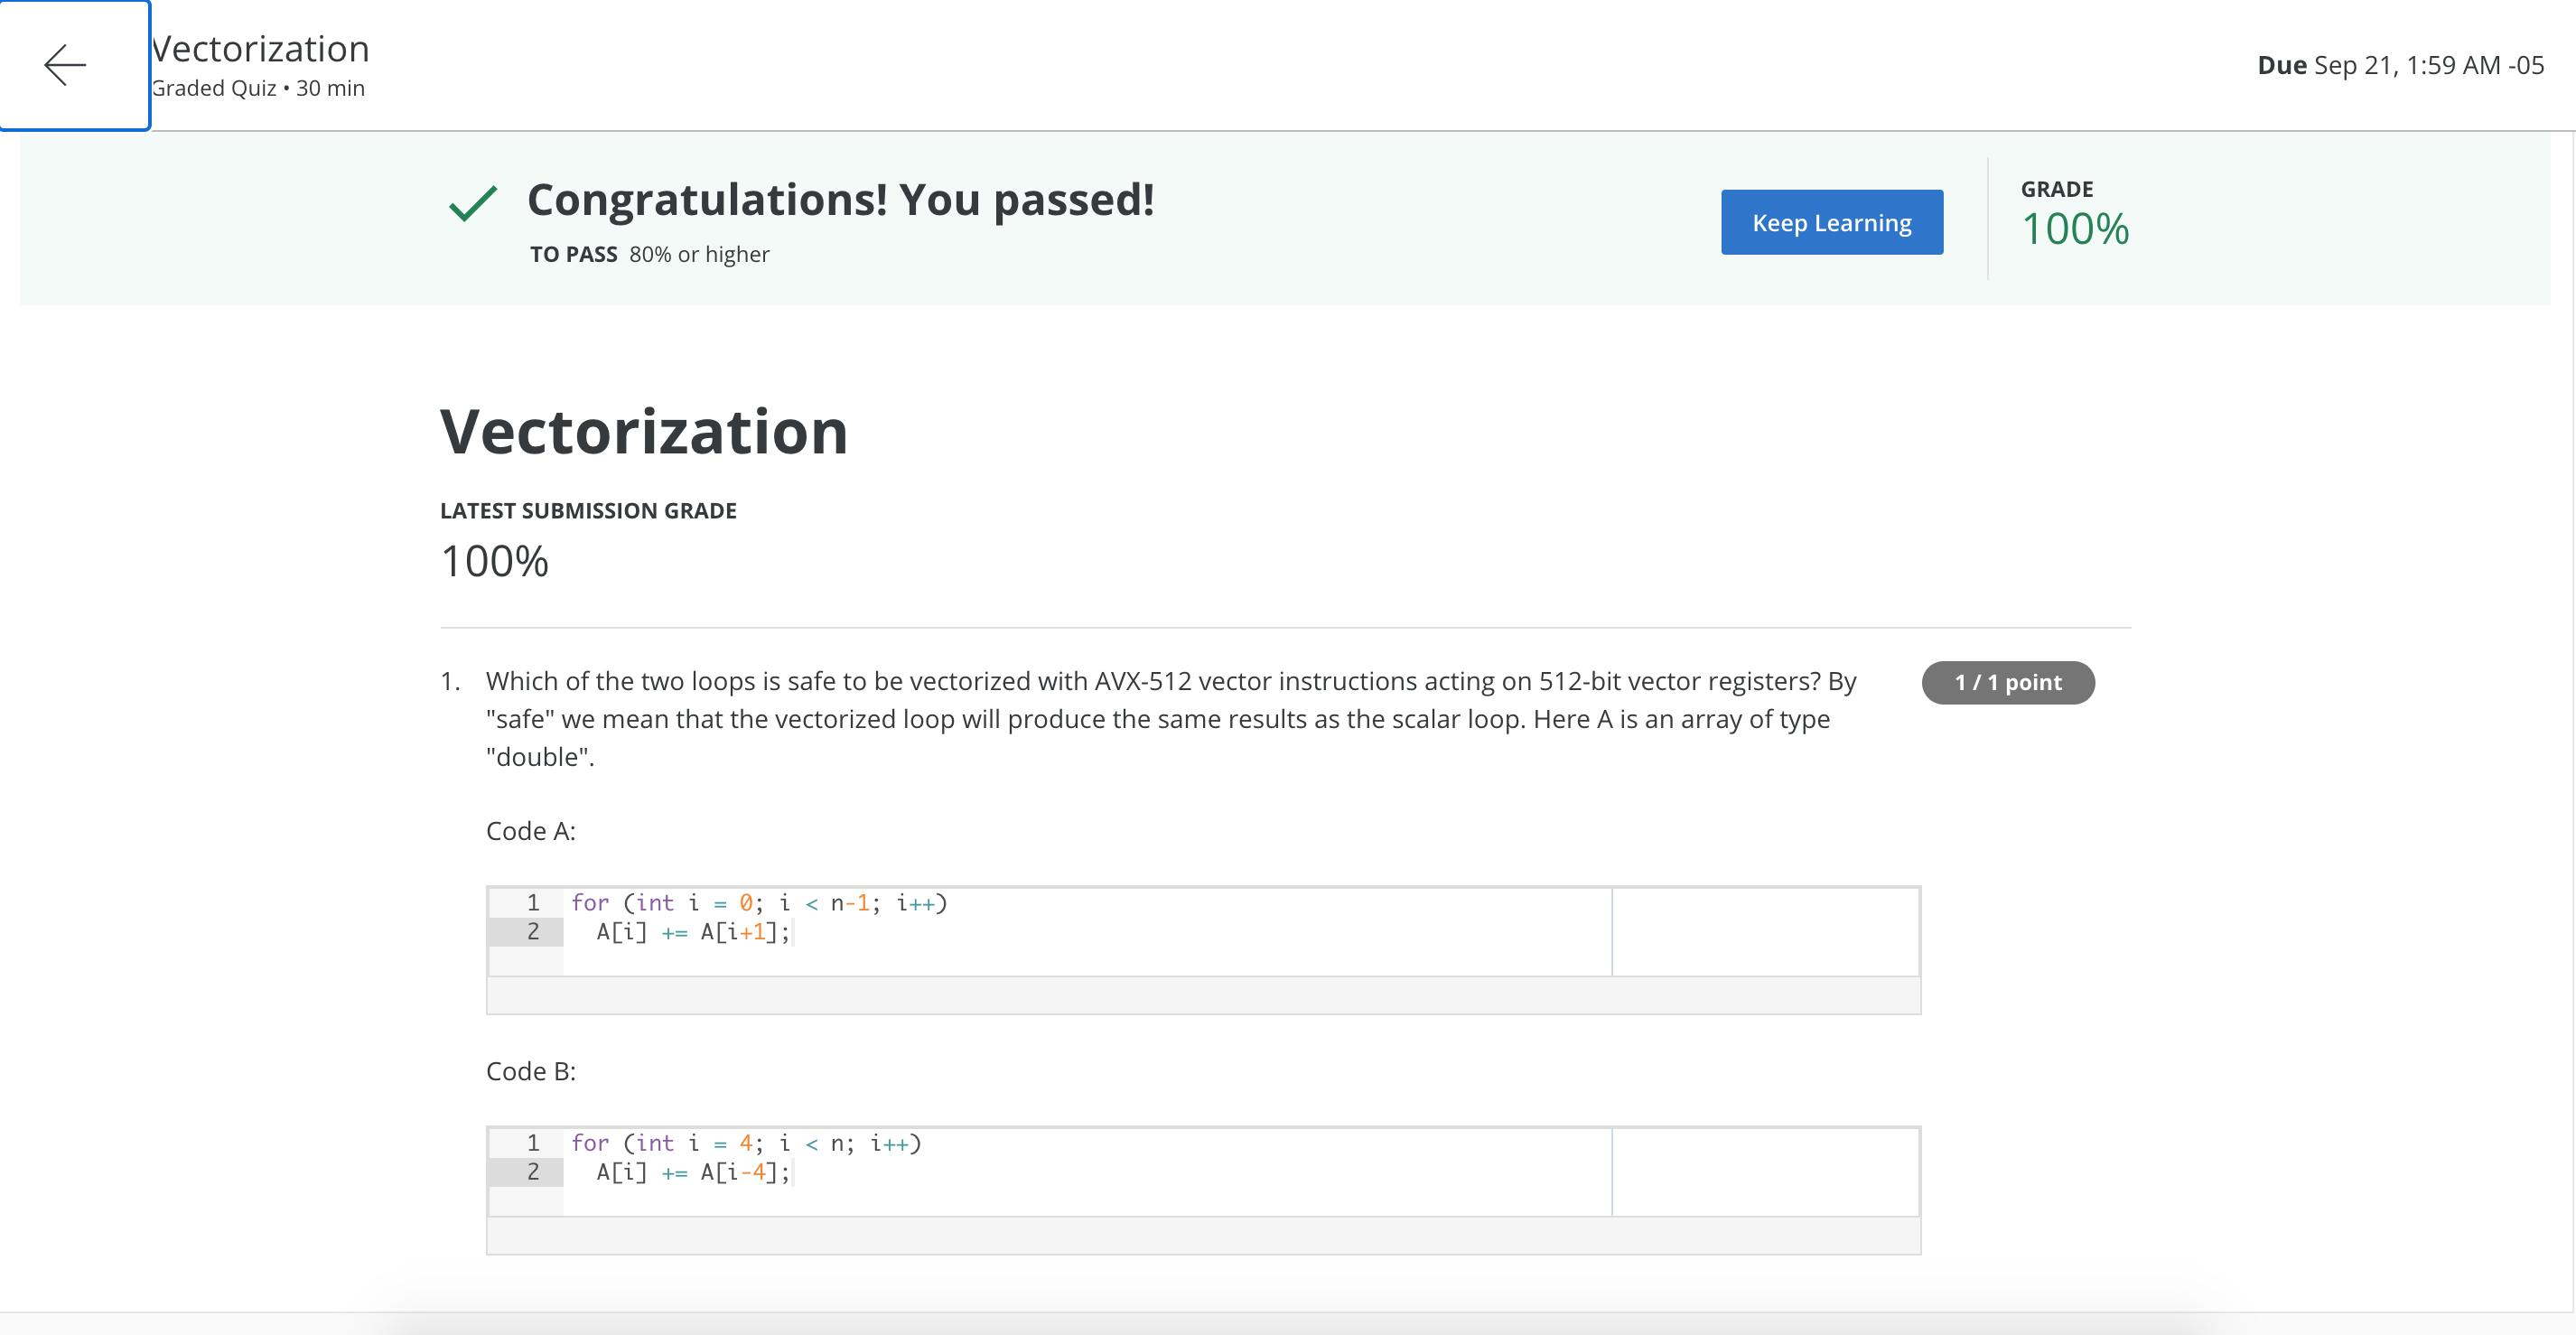 Vectorization
Graded Quiz • 30 min
Due Sep 21, 1:59 AM -05
Congratulations! You passed!
TO PASS 80% or higher
Keep Learning
GRADE
100%
Vectorization
LATEST SUBMISSION GRADE
100%
1. Which of the two loops is safe to be vectorized with AVX-512 vector instructions acting on 512-bit vector registers? By
"safe" we mean that the vectorized loop will produce the same results as the scalar loop. Here A is an array of type
"double".
1 / 1 point
Code A:
1 for (int i = 0; i < n-1; i++)
2   A[i] += A[i+1];
Code B:
1 for (int i = 4; i < n; i++)
2   A[i] += A[i-4];